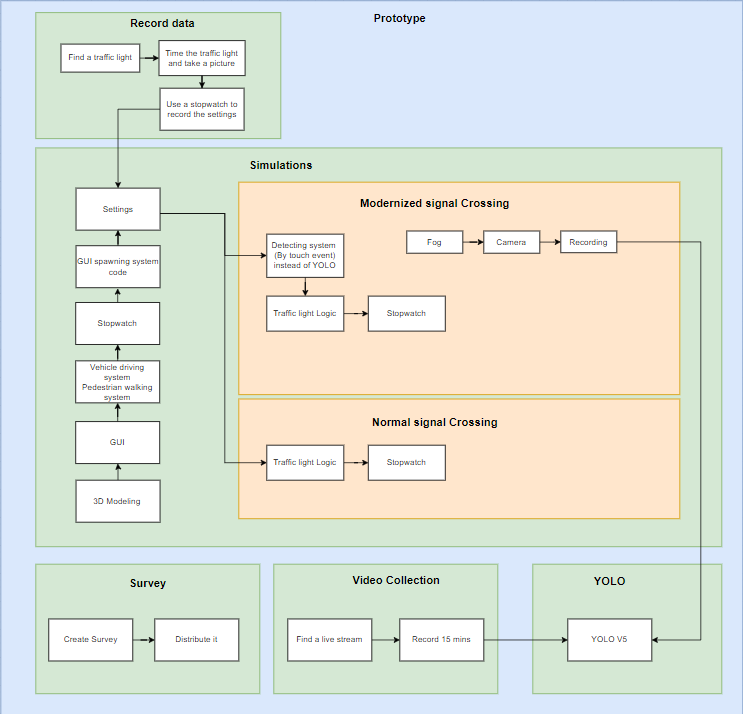 Prototype
Record data
Find a traffic light
Time the traffic light
and take a picture
Use a stopwatch to
record the settings
Simulations
Settings
GUI spawning system
code
Stopwatch
Vehicle driving
system
Pedestrian walking
system
GUI
3D Modeling
Modernized signal Crossing
Detecting system
(By touch event)
instead of YOLO
Fog
Camera
Recording
Traffic light Logic
Stopwatch
Normal signal Crossing
Traffic light Logic
Stopwatch
Survey
Create Survey
Distribute it
Video Collection
Find a live stream
Record 15 mins
YOLO
YOLO V5